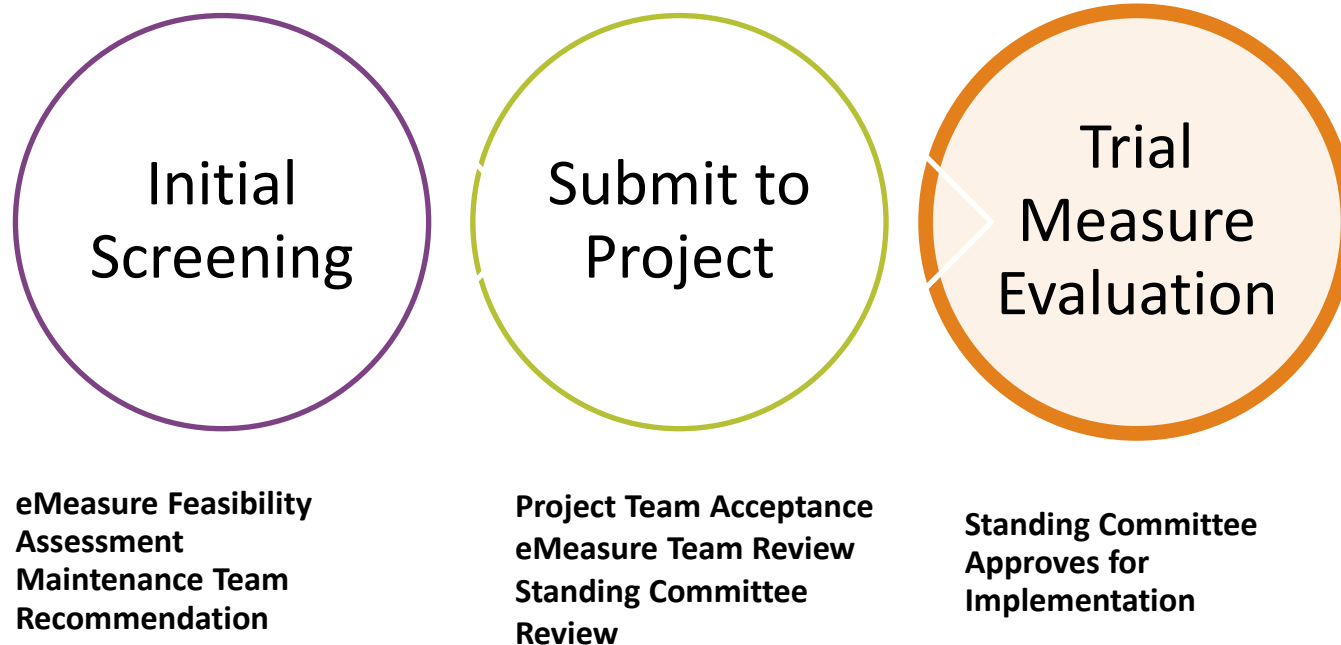 Initial
Screening
Submit to
Project
Trial
Measure
Evaluation
eMeasure Feasibility
Assessment
Maintenance Team
Recommendation
Project Team Acceptance
eMeasure Team Review
Standing Committee
Review
Standing Committee
Approves for
Implementation